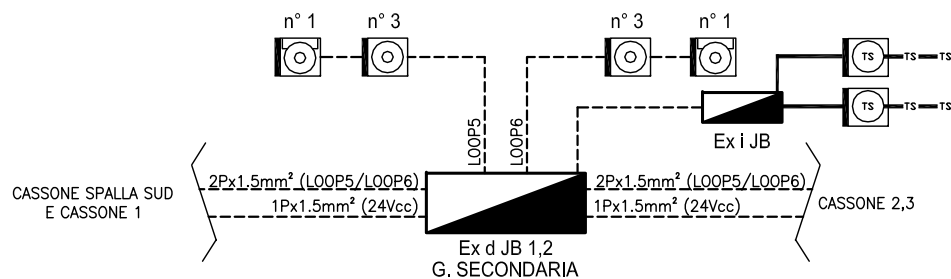 n° 1
n° 3
n° 3
n° 1
TS TS TS
TS TS TS
LOOP5
LOOP6
Ex i JB
CASSONE SPALLA SUD
E CASSONE 1
2Px1.5mm² (LOOP5/LOOP6)
1Px1.5mm² (24Vcc)
2Px1.5mm² (LOOP5/LOOP6)
1Px1.5mm² (24Vcc)
CASSONE 2,3
Ex d JB 1,2
G. SECONDARIA